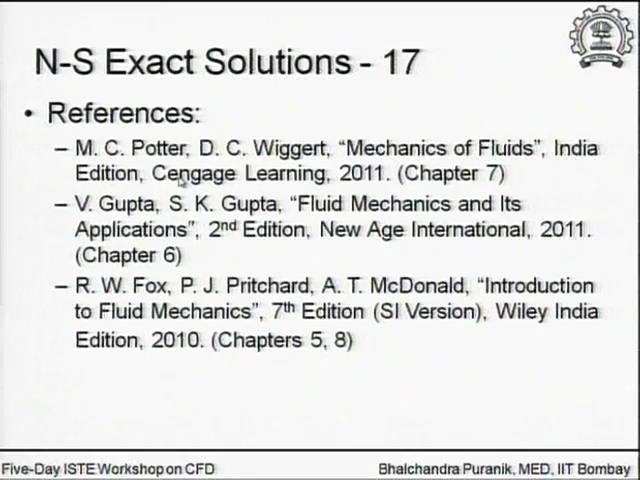 N-S Exact Solutions - 17
• References:
– M. C. Potter, D. C. Wiggert, “Mechanics of Fluids”, India
Edition, Cengage Learning, 2011. (Chapter 7)
– V. Gupta, S. K. Gupta, “Fluid Mechanics and Its
Applications”, 2nd Edition, New Age International, 2011.
(Chapter 6)
– R. W. Fox, P. J. Pritchard, A. T. McDonald, “Introduction
to Fluid Mechanics”, 7th Edition (SI Version), Wiley India
Edition, 2010. (Chapters 5, 8)
Five-Day ISTE Workshop on CFD
Bhalchandra Puranik, MED, IIT Bombay